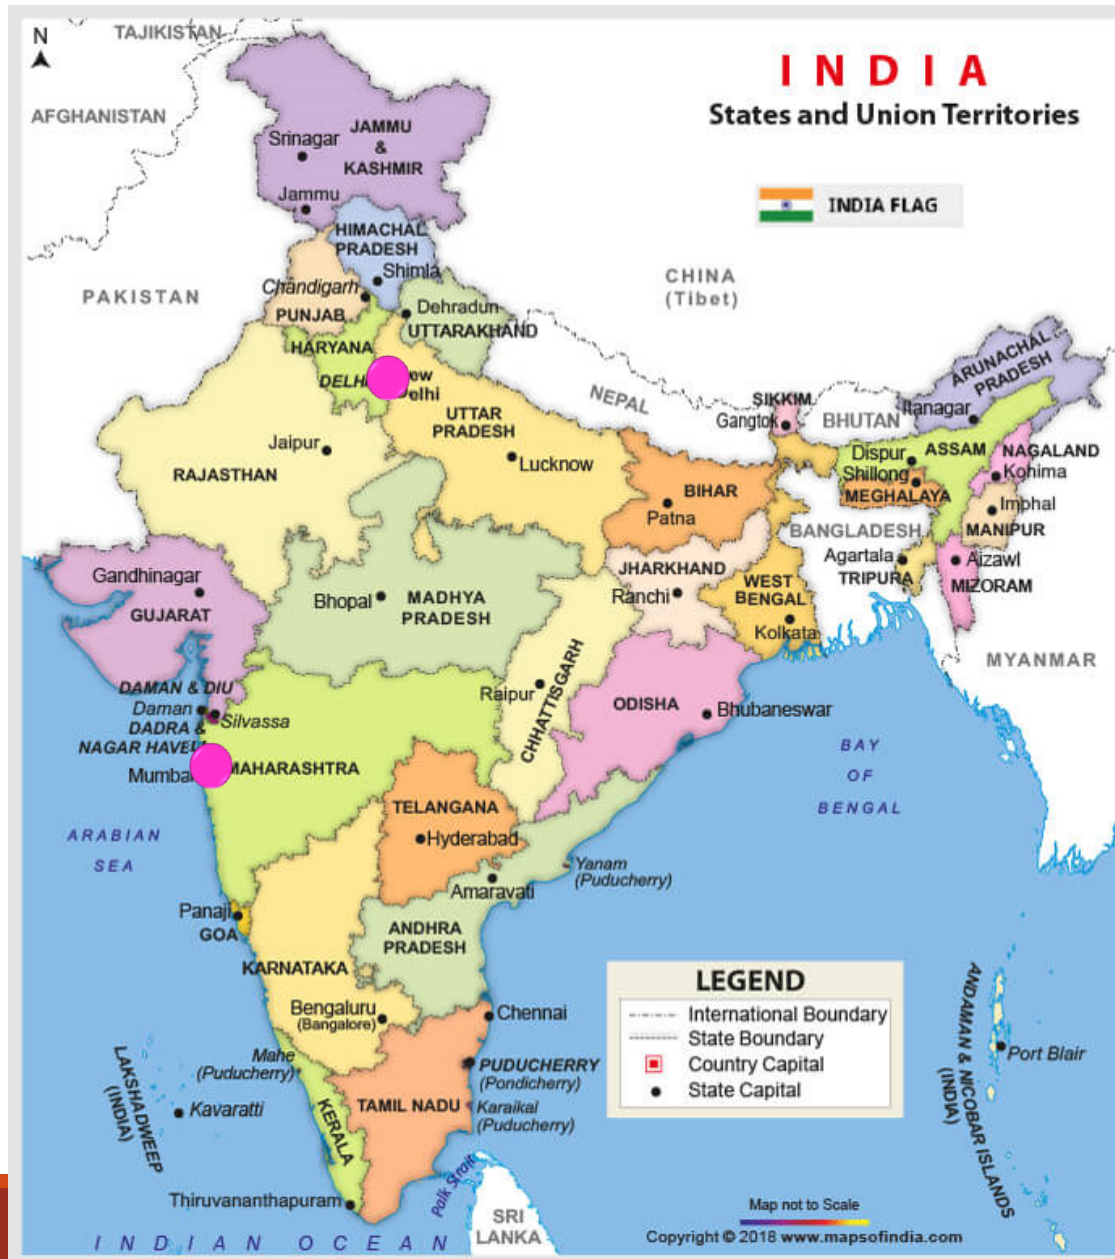 N
TAJIKISTAN
AFGHANISTAN
INDIA
States and Union Territories
INDIA FLAG
JAMMU
&
KASHMIR
Srinagar
Jammu
HIMACHAL
PRADESH
Shimla
Chandigarh
PUNJAB
Dehradun
UTTARAKHAND
HARYANA
PAKISTAN
CHINA
(Tibet)
NEPAL
BHUTAN
SIKKIM
Gangtok
ARUNACHAL
PRADESH
Itanagar
UTTAR
PRADESH
Lucknow
Jaipur
RAJASTHAN
BIHAR
Patna
Dispur
ASSAM
NAGALAND
Kohima
Shillong
MEGHALAYA
Imphal
MANIPUR
BANGLADESH
Agartala
TRIPURA
Aizawl
MIZORAM
MYANMAR
Gandhinagar
GUJARAT
Bhopal
MADHYA
PRADESH
JHARKHAND
Ranchi
WEST
BENGAL
Kolkata
DAMAN & DIU
Daman
Silvassa
DADRA &
NAGAR
MAHARASHTRA
Raipur
CHHATTISGARH
ODISHA
Bhubaneswar
BAY
OF
BENGAL
ARABIAN
SEA
TELANGANA
Hyderabad
Yanam
(Puducherry)
Amaravati
Panaji
GOA
ANDHRA
PRADESH
KARNATAKA
Bengaluru
(Bangalore)
Chennai
Mahe
(Puducherry)
PUDUCHERRY
(Pondicherry)
Karaikal
(Puducherry)
TAMIL NADU
KERALA
Kavaratti
LAKSHADWEEP
(INDIA)
Thiruvananthapuram
Palk Strait
SRI
LANKA
INDIAN OCEAN
ANDAMAN & NICOBAR ISLANDS
(INDIA)
Port Blair
LEGEND
International Boundary
State Boundary
Country Capital
State Capital
Map not to Scale
Copyright © 2018 www.mapsofindia.com